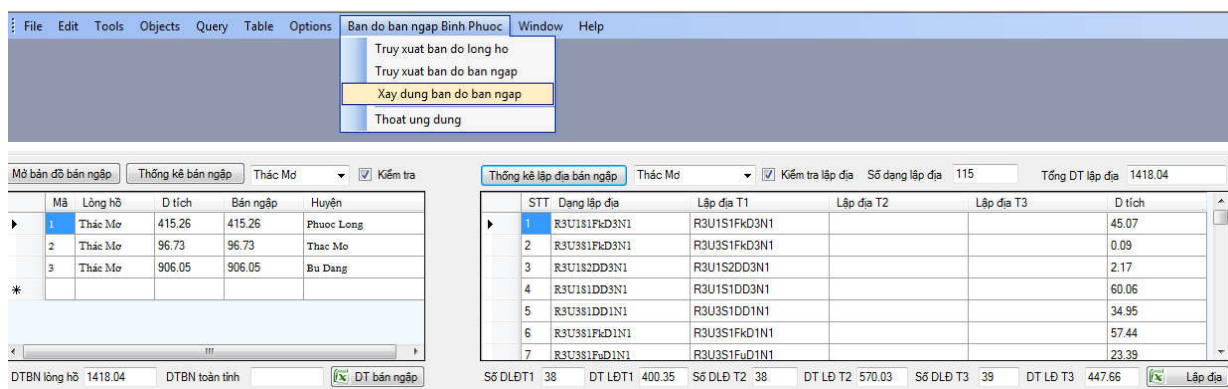 File Edit Tools Objects Query Table Options Ban do ban ngap Binh Phuoc Window Help
Truy xuat ban do long ho
Truy xuat ban do ban ngap
Xay dung ban do ban ngap
Thoat ung dung
Mở bản đồ bán ngập Thống kê bán ngập Thác Mơ Kiểm tra
Mã Lòng hồ D tích Bán ngập Huyện
1 Thác Mơ 415.26 415.26 Phuoc Long
2 Thác Mơ 96.73 96.73 Thac Mo
3 Thác Mơ 906.05 906.05 Bu Dang
DTBN lòng hồ 1418.04 DTBN toàn tỉnh DT bán ngập
Thống kê lập địa bán ngập Thác Mơ Kiểm tra lập địa Số dạng lập địa 115 Tổng DT lập địa 1418.04
STT Dạng lập địa Lập địa T1 Lập địa T2 Lập địa T3 D tích
1 R3U1S1FkD3N1 R3U1S1FkD3N1 45.07
2 R3U3S1FkD3N1 R3U3S1FkD3N1 0.09
3 R3U1S2DD3N1 R3U1S2DD3N1 2.17
4 R3U1S1DD3N1 R3U1S1DD3N1 60.06
5 R3U3S1DD1N1 R3U3S1DD1N1 34.95
6 R3U3S1FkD1N1 R3U3S1FkD1N1 57.44
7 R3U3S1FuD1N1 R3U3S1FuD1N1 23.39
Số DLĐT1 38 DT LĐT1 400.35 Số DLĐ T2 38 DT LĐ T2 570.03 Số DLĐ T3 39 DT LĐ T3 447.66 Lập địa